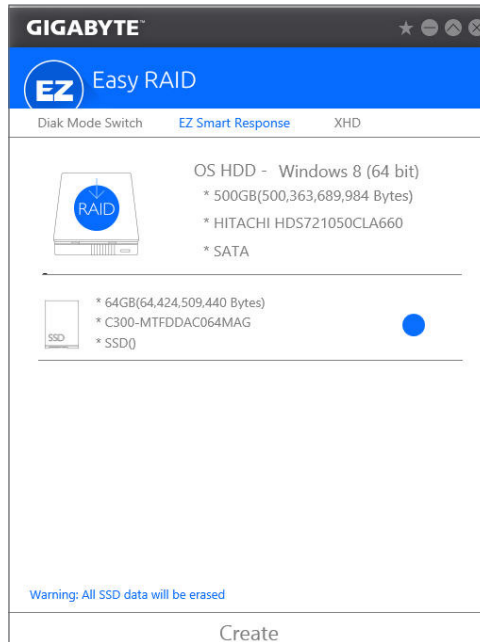 GIGABYTE™
EZ Easy RAID
Diak Mode Switch EZ Smart Response XHD
OS HDD - Windows 8 (64 bit)
* 500GB(500,363,689,984 Bytes)
RAID
* HITACHI HDS721050CLA660
* SATA
* 64GB(64,424,509,440 Bytes)
* C300-MTFDDAC064MAG
SSD
* SSD()
Warning: All SSD data will be erased
Create